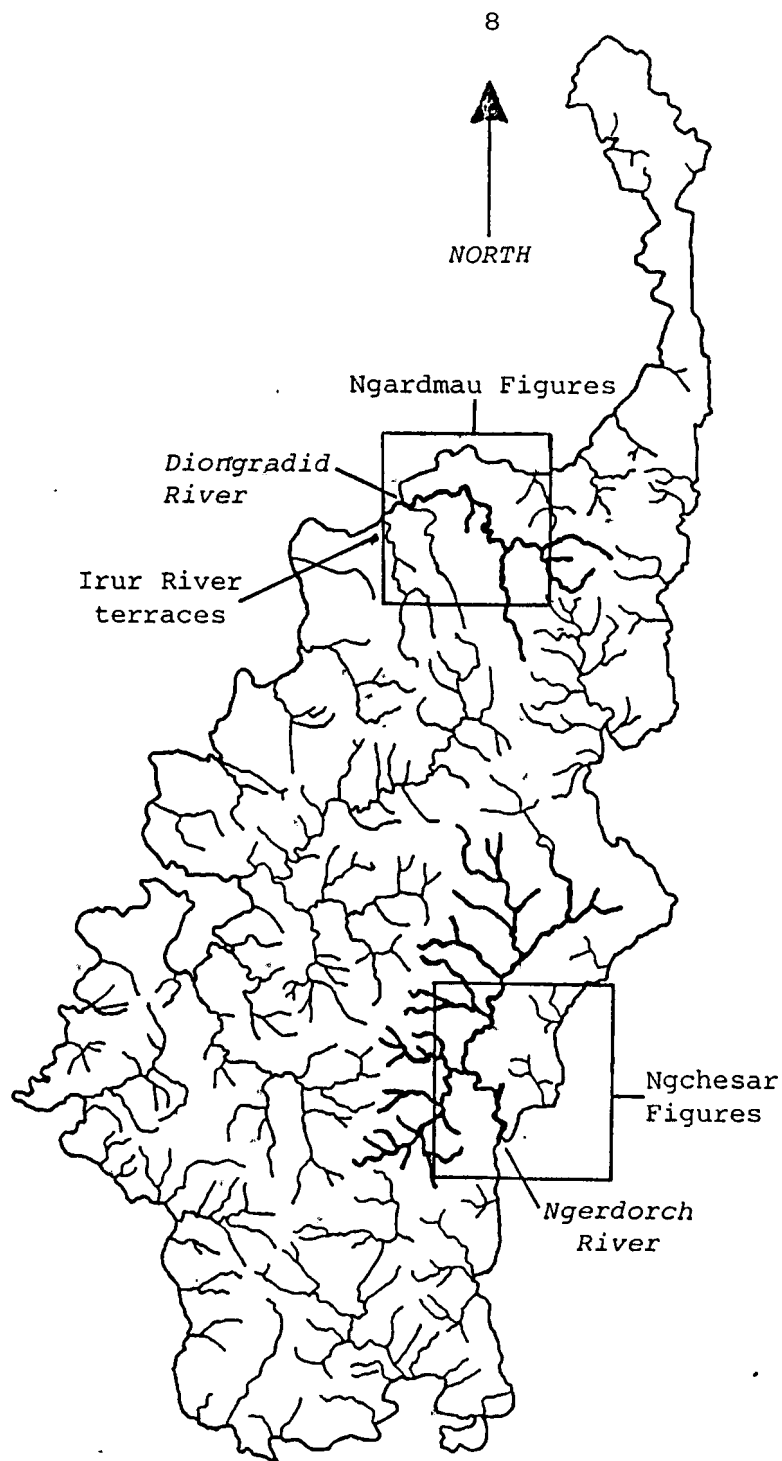 8
NORTH
Ngardmau Figures
Diongradid
River
Irur River
terraces
Ngchesar
Figures
Ngerdorch
River